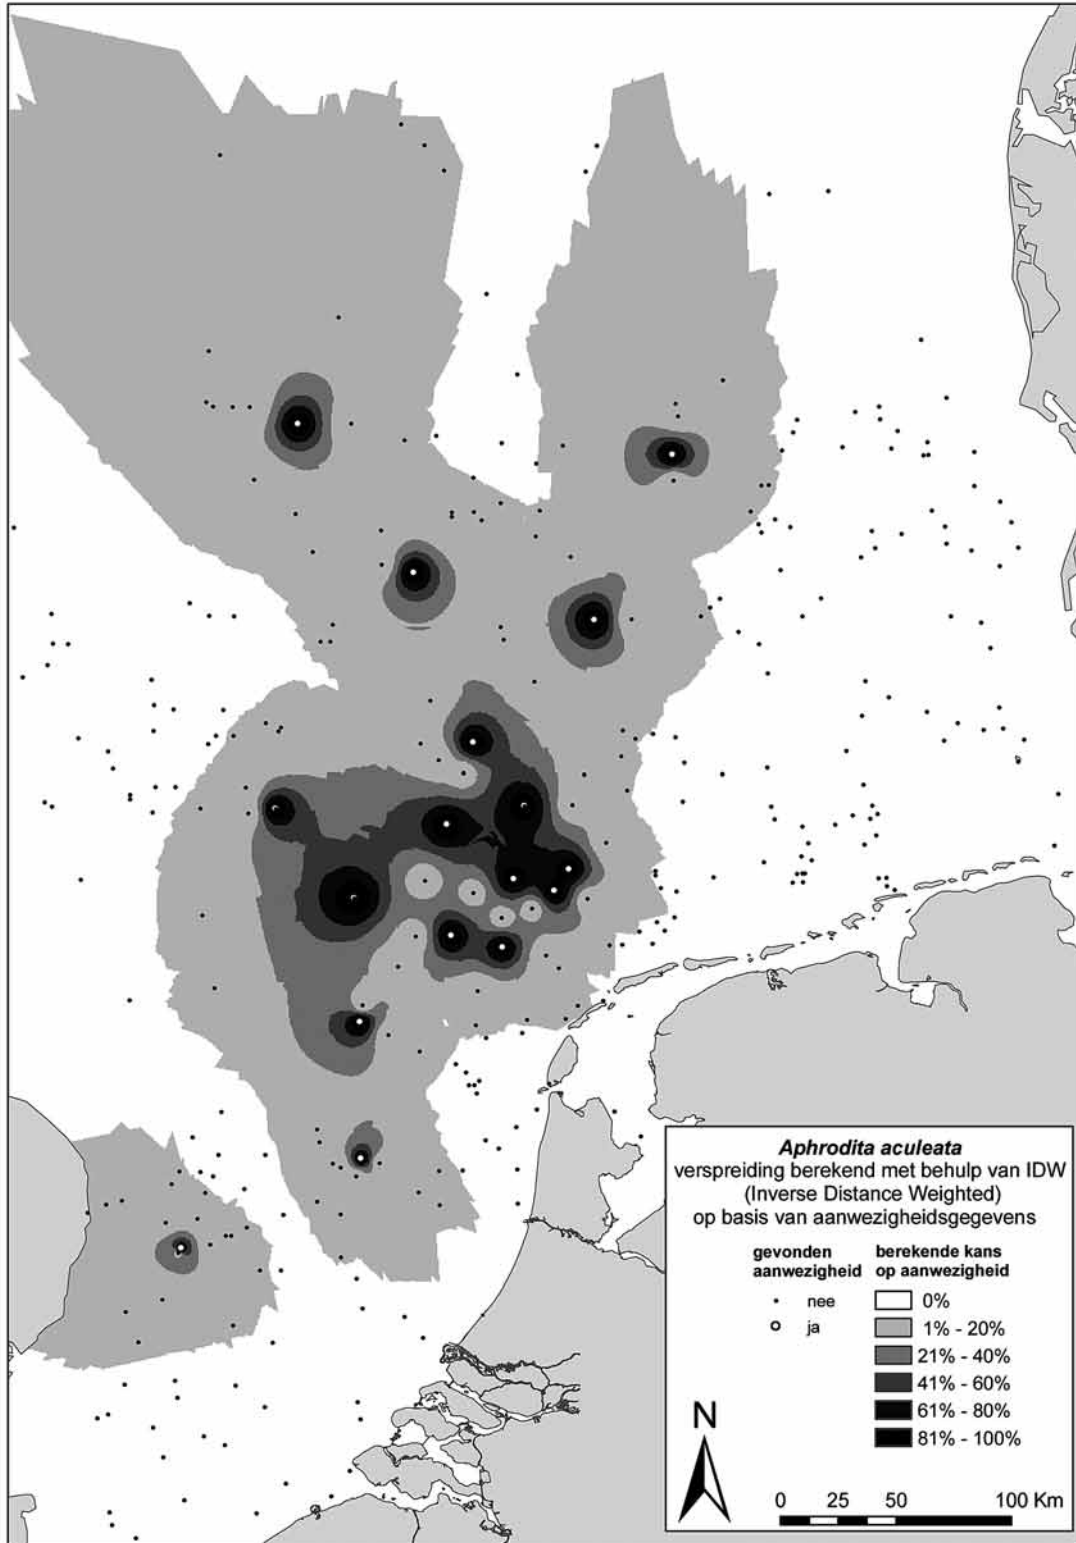 Aphrodita aculeata
verspreiding berekend met behulp van IDW
(Inverse Distance Weighted)
op basis van aanwezigheidsgegevens
gevonden aanwezigheid
berekende kans op aanwezigheid
nee
ja
0%
1% - 20%
21% - 40%
41% - 60%
61% - 80%
81% - 100%
N
0 25 50 100 Km